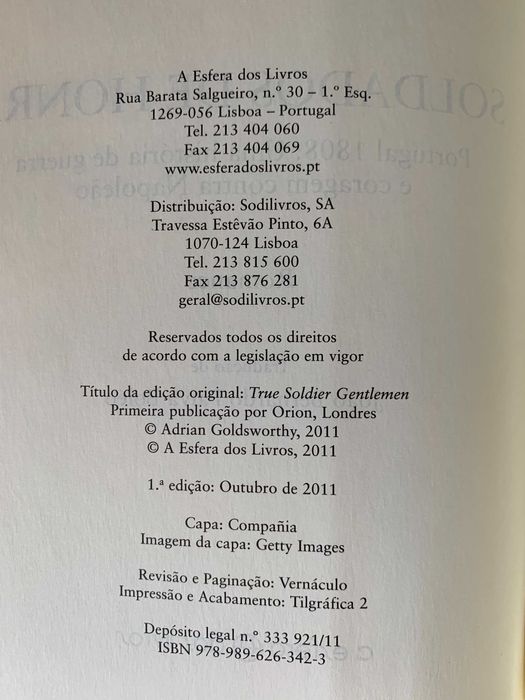 A Esfera dos Livros
Rua Barata Salgueiro, n.º 30 – 1.º Esq.
1269-056 Lisboa – Portugal
Tel. 213 404 060
Fax 213 404 069
www.esferadoslivros.pt
Distribuição: Sodilivros, SA
Travessa Estêvão Pinto, 6A
1070-124 Lisboa
Tel. 213 815 600
Fax 213 876 281
geral@sodilivros.pt
Reservados todos os direitos
de acordo com a legislação em vigor
Título da edição original: True Soldier Gentlemen
Primeira publicação por Orion, Londres
© Adrian Goldsworthy, 2011
© A Esfera dos Livros, 2011
1.ª edição: Outubro de 2011
Capa: Compañia
Imagem da capa: Getty Images
Revisão e Paginação: Vernáculo
Impressão e Acabamento: Tilgráfica 2
Depósito legal n.º 333 921/11
ISBN 978-989-626-342-3